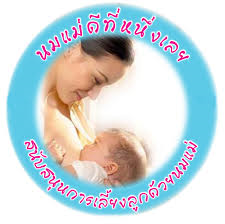 นมแม่ดีที่หนึ่งเลย
สนับสนุนการเลี้ยงลูกด้วยนมแม่